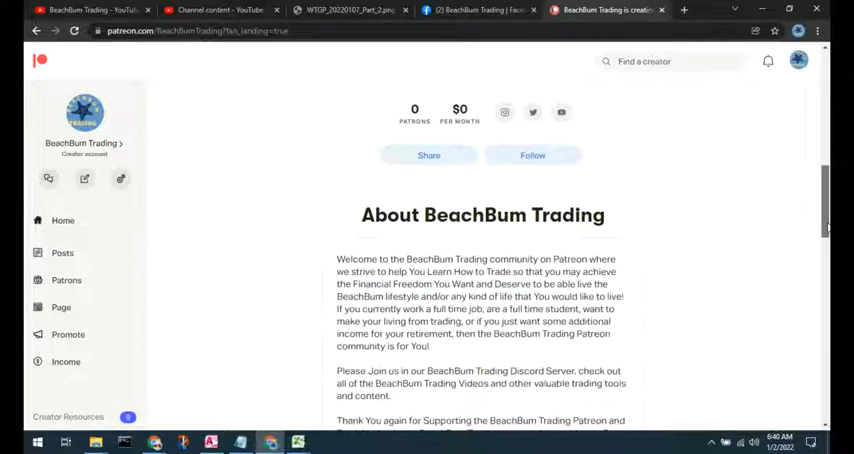 BeachBum Trading - YouTu
Channel content - YouTube
WTGP_20220107_Part_2.png
(2) BeachBum Trading | Face
BeachBum Trading is creatin
patreon.com/BeachBumTrading?fan_landing=true
Find a creator
BEACHBUM
TRADING
BeachBum Trading
Creator account
Home
Posts
Patrons
Page
Promote
Income
Creator Resources 9
0 $0
PATRONS PER MONTH
Share Follow
About BeachBum Trading
Welcome to the BeachBum Trading community on Patreon where
we strive to help You Learn How to Trade so that you may achieve
the Financial Freedom You Want and Deserve to be able live the
BeachBum lifestyle and/or any kind of life that You would like to live!
If you currently work a full time job, are a full time student, want to
make your living from trading, or if you just want some additional
income for your retirement, then the BeachBum Trading Patreon
community is for You!
Please Join us in our BeachBum Trading Discord Server, check out
all of the BeachBum Trading Videos and other valuable trading tools
and content.
Thank You again for Supporting the BeachBum Trading Patreon and
6:40 AM
1/2/2022